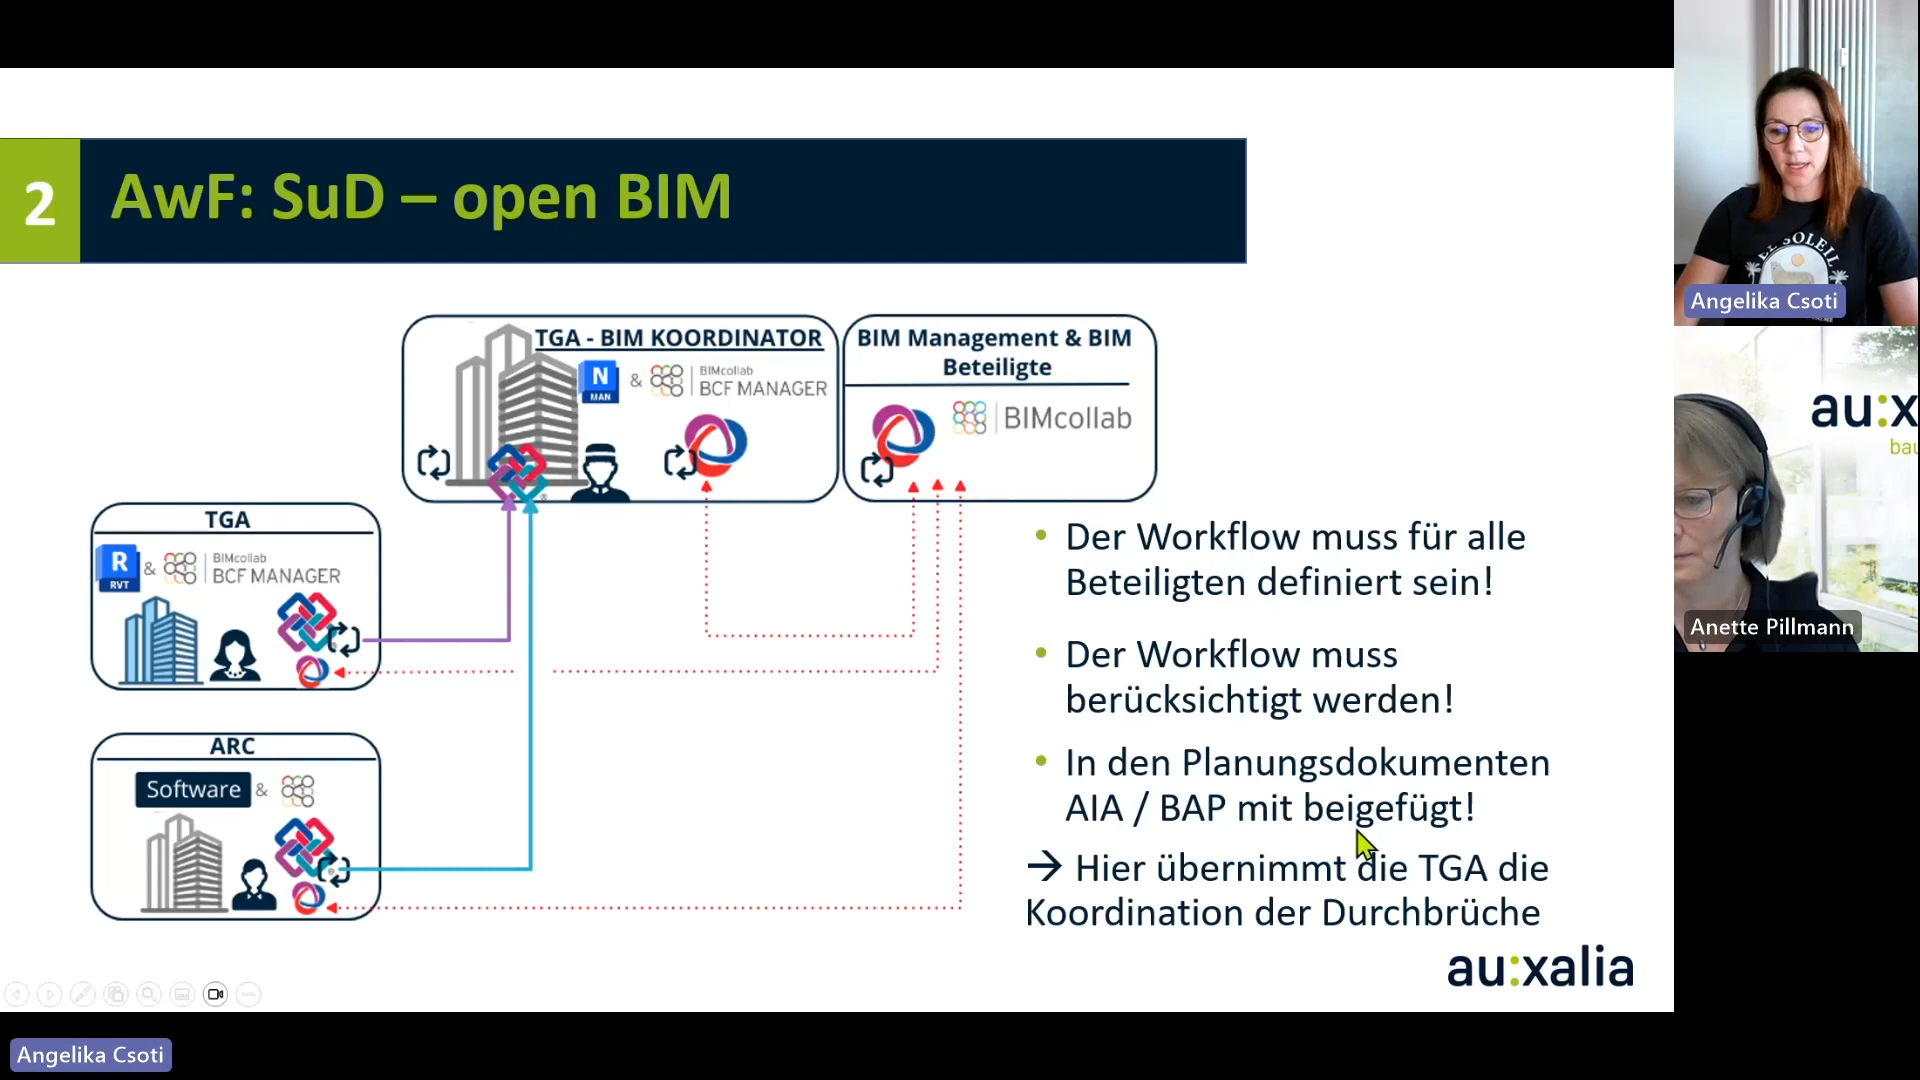 2
AwF: SuD – open BIM
TGA - BIM KOORDINATOR
N
MAN
&
BIMcollab
BCF MANAGER
BIM Management & BIM
Beteiligte
BIMcollab
TGA
R
RVT
&
BIMcollab
BCF MANAGER
ARC
Software &
• Der Workflow muss für alle
Beteiligten definiert sein!
• Der Workflow muss
berücksichtigt werden!
• In den Planungsdokumenten
AIA / BAP mit beigefügt!
→ Hier übernimmt die TGA die
Koordination der Durchbrüche
au:xalia
SOLEIL
Angelika Csoti
au:x
bau
Anette Pillmann
Angelika Csoti